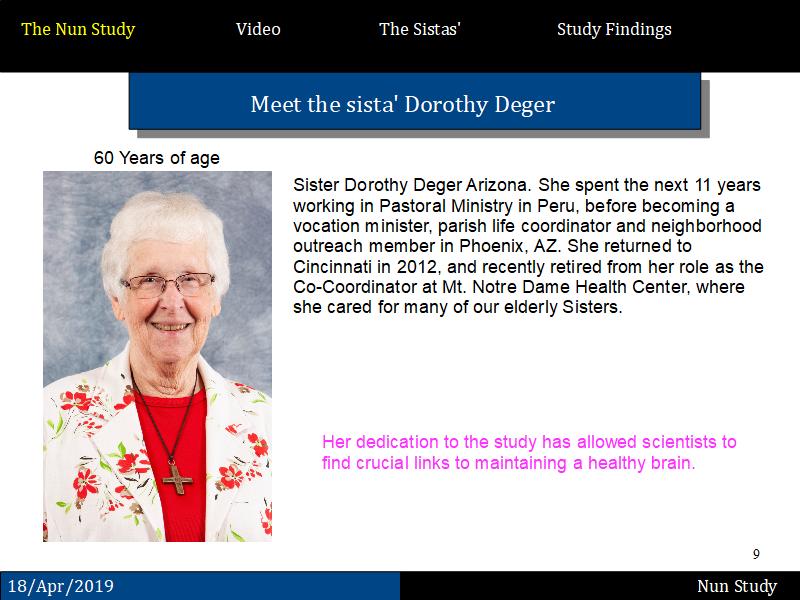 The Nun Study Video The Sistas' Study Findings
Meet the sista' Dorothy Deger
60 Years of age
Sister Dorothy Deger Arizona. She spent the next 11 years
working in Pastoral Ministry in Peru, before becoming a
vocation minister, parish life coordinator and neighborhood
outreach member in Phoenix, AZ. She returned to
Cincinnati in 2012, and recently retired from her role as the
Co-Coordinator at Mt. Notre Dame Health Center, where
she cared for many of our elderly Sisters.
Her dedication to the study has allowed scientists to
find crucial links to maintaining a healthy brain.
9
18/Apr/2019 Nun Study